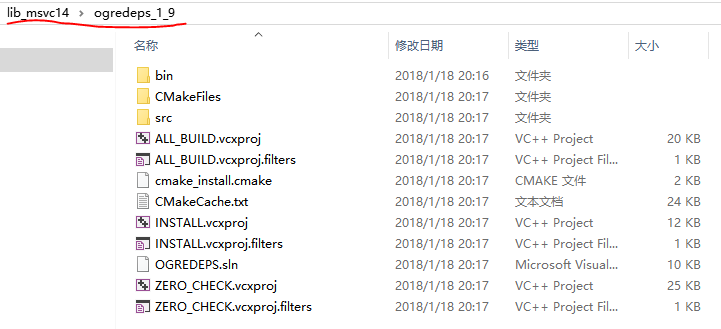 lib_msvc14 > ogredeps_1_9
名称 修改日期 类型 大小
bin 2018/1/18 20:16 文件夹
CMakeFiles 2018/1/18 20:17 文件夹
src 2018/1/18 20:17 文件夹
ALL_BUILD.vcxproj 2018/1/18 20:17 VC++ Project 20 KB
ALL_BUILD.vcxproj.filters 2018/1/18 20:17 VC++ Project Fil... 1 KB
cmake_install.cmake 2018/1/18 20:17 CMAKE 文件 2 KB
CMakeCache.txt 2018/1/18 20:17 文本文档 24 KB
INSTALL.vcxproj 2018/1/18 20:17 VC++ Project 12 KB
INSTALL.vcxproj.filters 2018/1/18 20:17 VC++ Project Fil... 1 KB
OGREDEPS.sln 2018/1/18 20:17 Microsoft Visual... 10 KB
ZERO_CHECK.vcxproj 2018/1/18 20:17 VC++ Project 25 KB
ZERO_CHECK.vcxproj.filters 2018/1/18 20:17 VC++ Project Fil... 1 KB